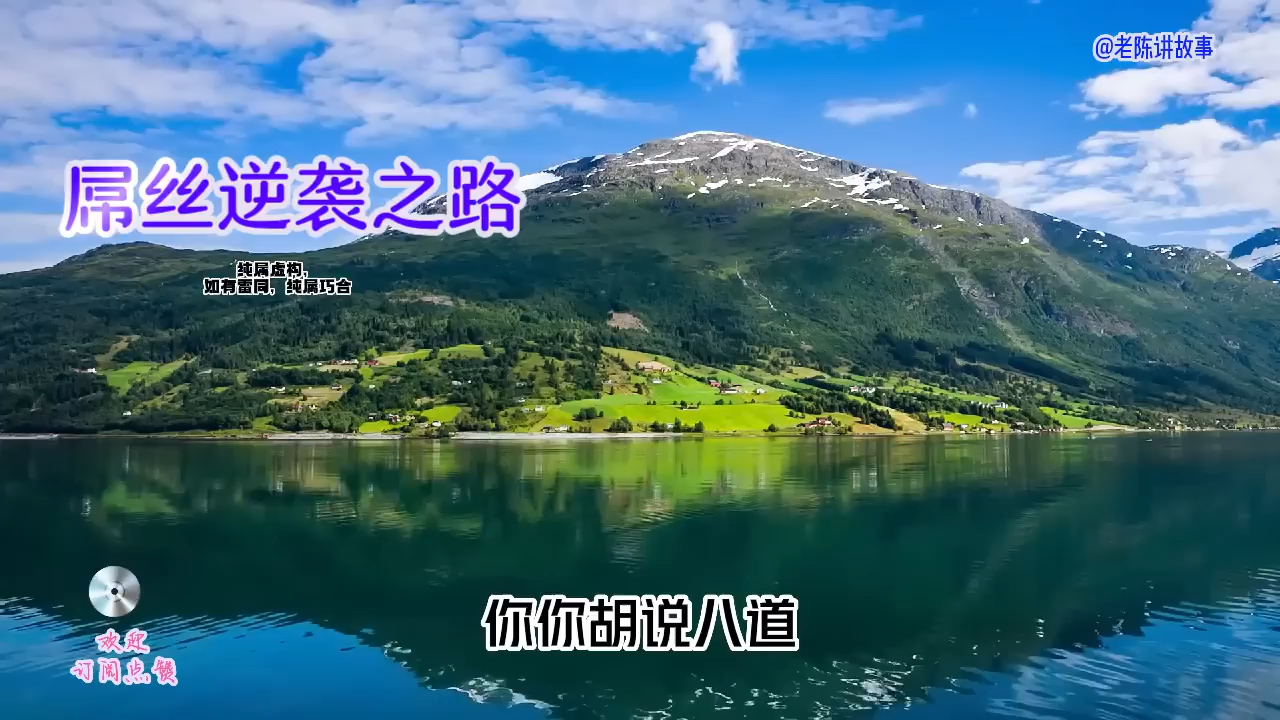 @老陈讲故事
屌丝逆袭之路
纯属虚构，
如有雷同，纯属巧合
你你胡说八道
欢迎
订阅点赞